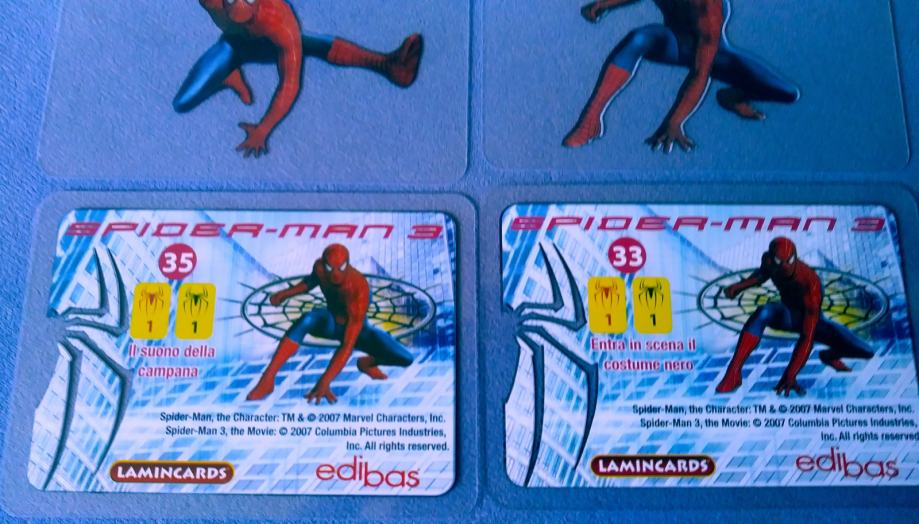 SPIDER-MAN 3
35
1 1
Il suono della
campana
Spider-Man, the Character: TM & © 2007 Marvel Characters, Inc.
Spider-Man 3, the Movie: © 2007 Columbia Pictures Industries,
Inc. All rights reserved.
LAMINCARDS
edibas
SPIDER-MAN 3
33
1 1
Entra in scena il
costume nero
Spider-Man, the Character: TM & © 2007 Marvel Characters, Inc.
Spider-Man 3, the Movie: © 2007 Columbia Pictures Industries,
Inc. All rights reserved
LAMINCARDS
edibas